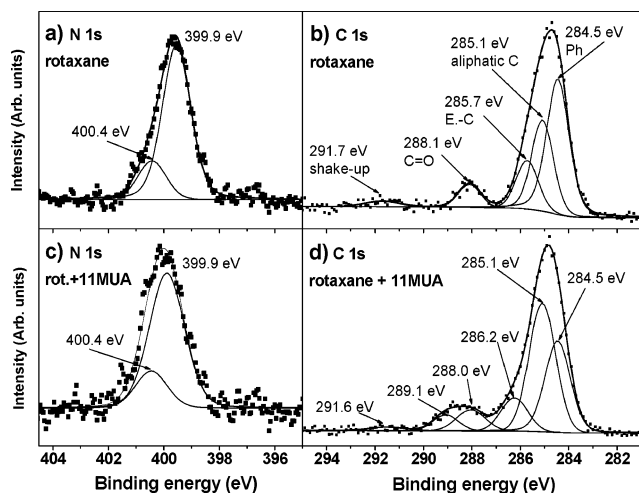 a) N 1s
rotaxane
399.9 eV
400.4 eV
Intensity (Arb. units)
b) C 1s
rotaxane
284.5 eV
Ph
285.1 eV
aliphatic C
285.7 eV
E.-C
288.1 eV
C=O
291.7 eV
shake-up
c) N 1s
rot.+11MUA
399.9 eV
400.4 eV
Intensity (Arb. units)
404 402 400 398 396
Binding energy (eV)
d) C 1s
rotaxane + 11MUA
285.1 eV
284.5 eV
286.2 eV
288.0 eV
289.1 eV
291.6 eV
294 292 290 288 286 284 282
Binding energy (eV)